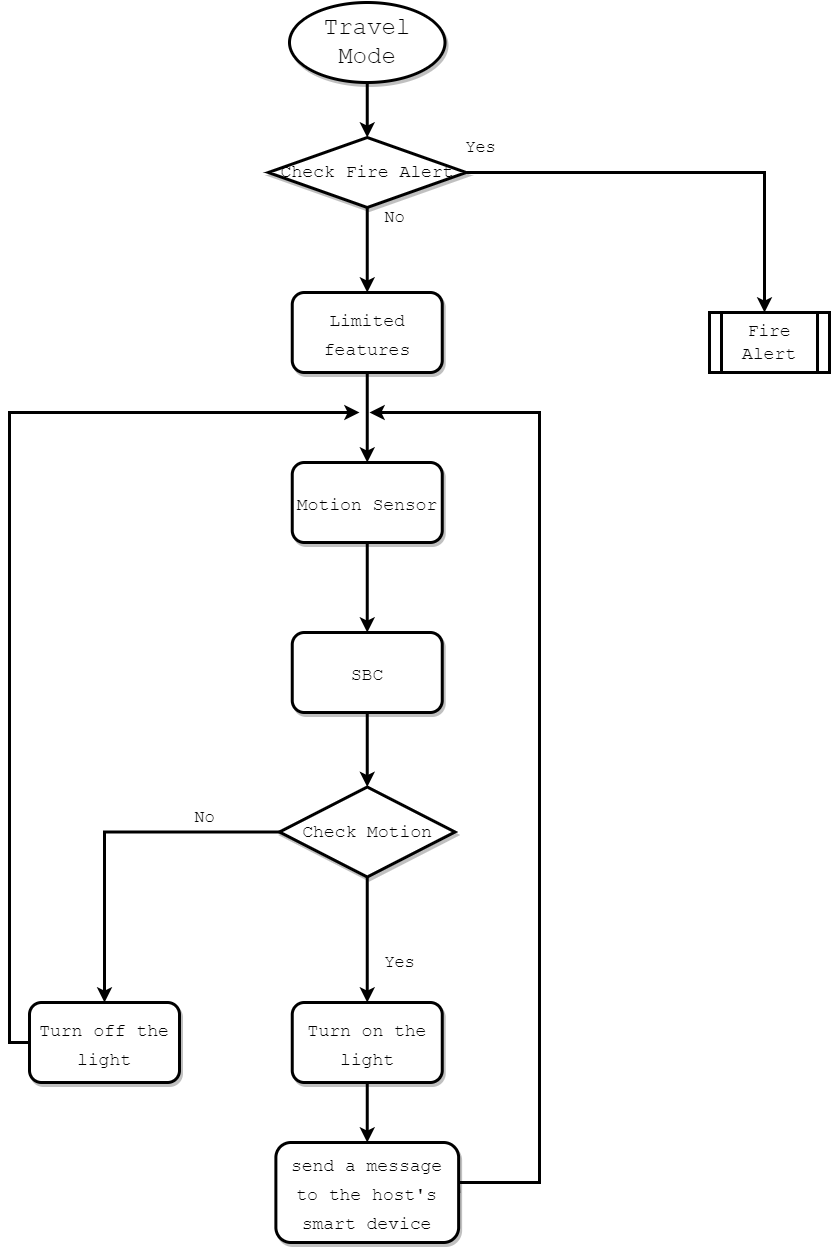 Travel
Mode
Yes
Check Fire Alert
No
Limited
features
Fire
Alert
Motion Sensor
SBC
No
Check Motion
Yes
Turn off the
light
Turn on the
light
send a message
to the host's
smart device